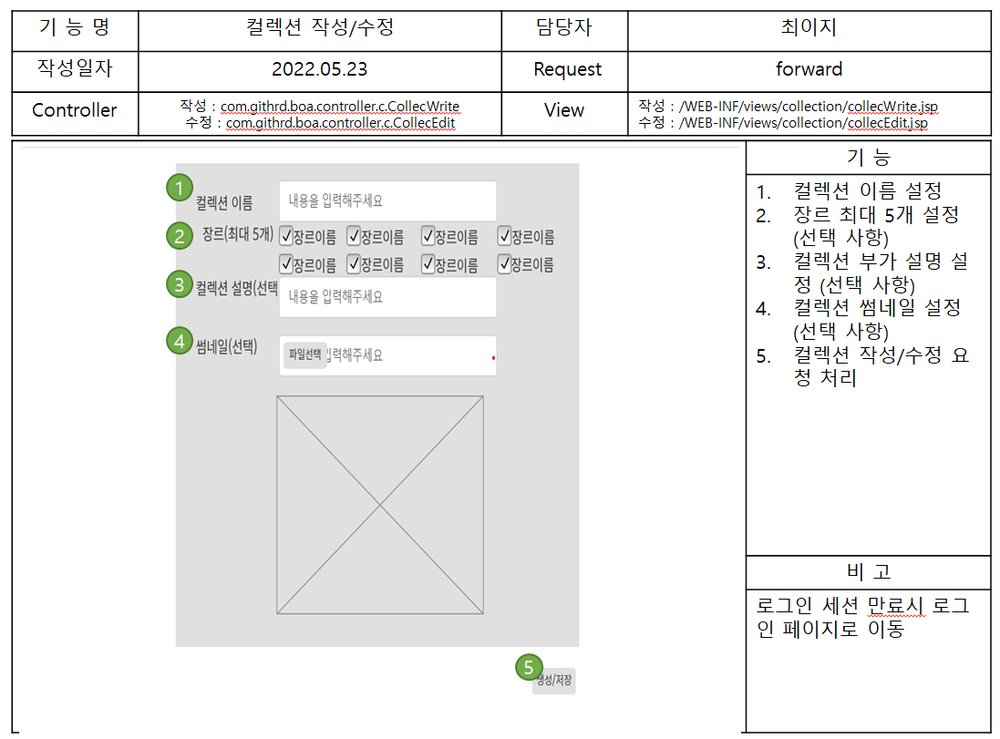 기 능 명
컬렉션 작성/수정
담당자
최이지
작성일자
2022.05.23
Request
forward
Controller
작성 : com.githrd.boa.controller.c.CollecWrite
수정 : com.githrd.boa.controller.c.CollecEdit
View
작성 : /WEB-INF/views/collection/collecWrite.jsp
수정 : /WEB-INF/views/collection/collecEdit.jsp
1
컬렉션 이름
내용을 입력해주세요
2
장르(최대 5개)
장르이름 장르이름 장르이름 장르이름
장르이름 장르이름 장르이름 장르이름
3
컬렉션 설명(선택
내용을 입력해주세요
4
썸네일(선택)
파일선택
입력해주세요
5
생성/저장
기 능
1. 컬렉션 이름 설정
2. 장르 최대 5개 설정
(선택 사항)
3. 컬렉션 부가 설명 설
정 (선택 사항)
4. 컬렉션 썸네일 설정
(선택 사항)
5. 컬렉션 작성/수정 요
청 처리
비 고
로그인 세션 만료시 로그
인 페이지로 이동